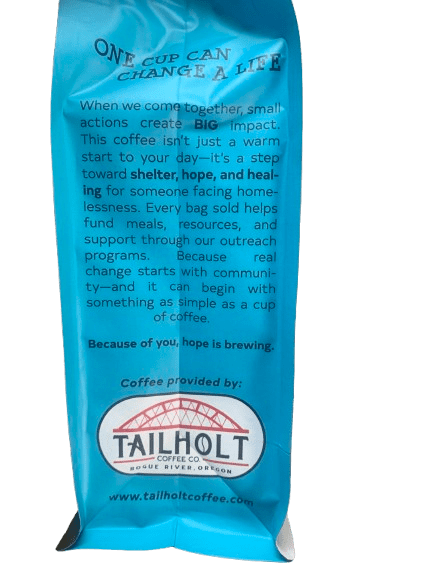 ONE CUP CAN
CHANGE A LIFE
When we come together, small
actions create BIG impact.
This coffee isn't just a warm
start to your day—it's a step
toward shelter, hope, and heal-
ing for someone facing home-
lessness. Every bag sold helps
fund meals, resources, and
support through our outreach
programs. Because real
change starts with communi-
ty—and it can begin with
something as simple as a cup
of coffee.
Because of you, hope is brewing.
Coffee provided by:
TAILHOLT
COFFEE CO.
ROGUE RIVER, OREGON
www.tailholtcoffee.com